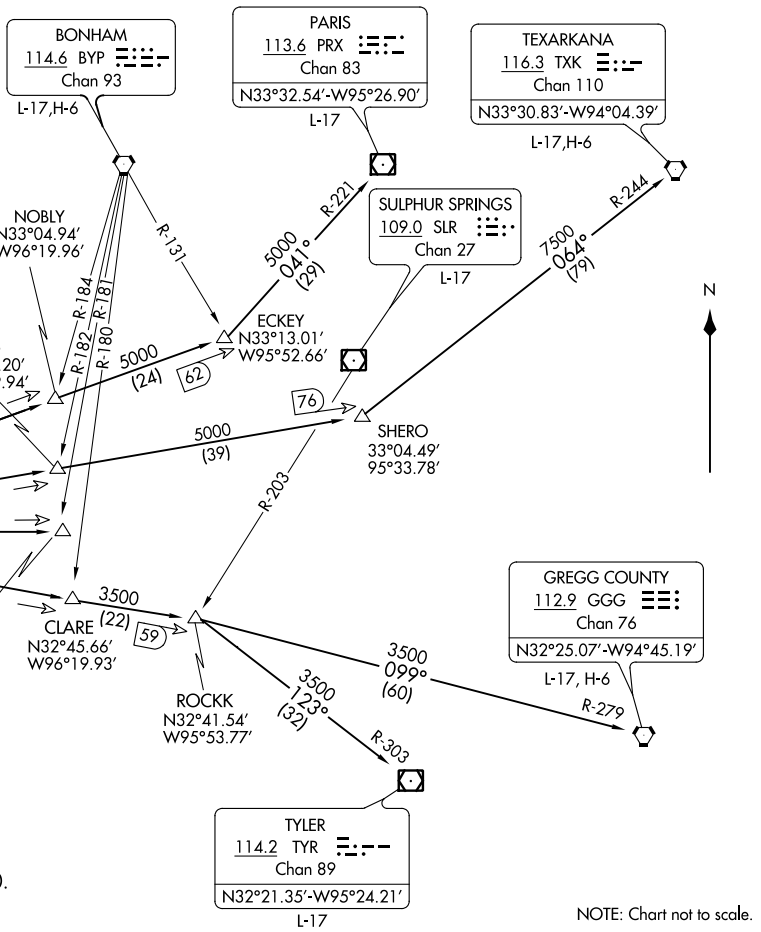 BONHAM
114.6 BYP
Chan 93
L-17,H-6
PARIS
113.6 PRX
Chan 83
N33°32.54’-W95°26.90’
L-17
TEXARKANA
116.3 TXK
Chan 110
N33°30.83’-W94°04.39’
L-17,H-6
SULPHUR SPRINGS
109.0 SLR
Chan 27
L-17
NOBLY
N33°04.94’
W96°19.96’
R-131
R-221
R-244
5000
041°
(29)
7500
064°
(79)
N
R-184
R-181
R-182
R-180
ECKEY
N33°13.01’
W95°52.66’
5000
(24)
62
.20’
.94’
76
5000
(39)
SHERO
33°04.49’
95°33.78’
R-203
3500
(22)
59
CLARE
N32°45.66’
W96°19.93’
ROCKK
N32°41.54’
W95°53.77’
3500
099°
(60)
3500
123°
(32)
R-279
R-303
GREGG COUNTY
112.9 GGG
Chan 76
N32°25.07’-W94°45.19’
L-17, H-6
TYLER
114.2 TYR
Chan 89
N32°21.35’-W95°24.21’
L-17
).
NOTE: Chart not to scale.